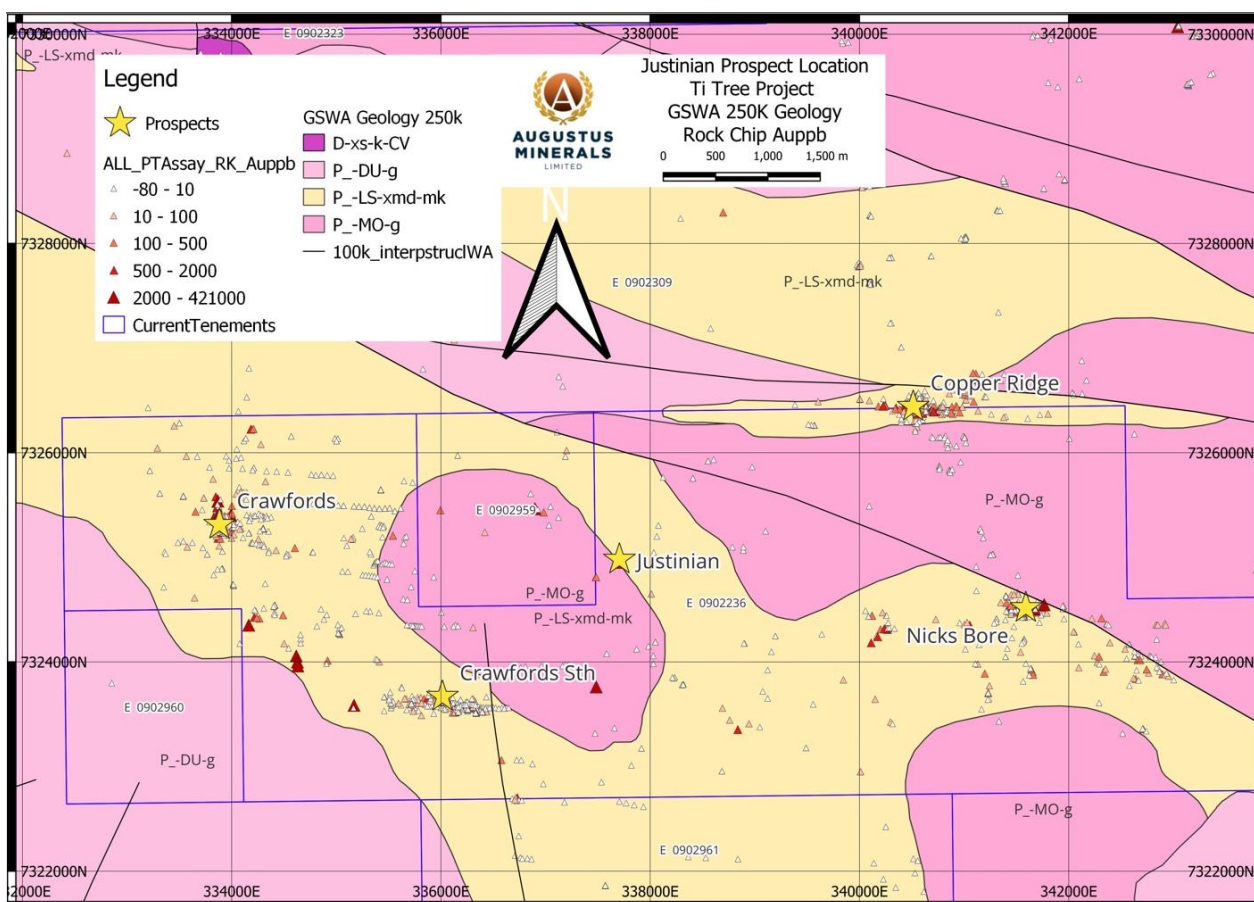 32000E
334000E
336000E
338000E
340000E
342000E
7330000N
7330000N
E 0902323
P_-LS-xmd-mk
Legend
Prospects
ALL_PTAssay_RK_Auppb
-80 - 10
10 - 100
100 - 500
500 - 2000
2000 - 421000
CurrentTenements
GSWA Geology 250k
D-xs-k-CV
P_-DU-g
P_-LS-xmd-mk
P_-MO-g
100k_interpstruclWA
A
AUGUSTUS
MINERALS
LIMITED
Justinian Prospect Location
Ti Tree Project
GSWA 250K Geology
Rock Chip Auppb
0 500 1,000 1,500 m
N
7328000N
7328000N
E 0902309
P_-LS-xmd-mk
Copper Ridge
7326000N
7326000N
Crawfords
E 0902959
P_-MO-g
Justinian
P_-MO-g
P_-LS-xmd-mk
E 0902236
Nicks Bore
7324000N
7324000N
Crawfords Sth
E 0902960
P_-DU-g
P_-MO-g
E 0902961
7322000N
7322000N
32000E
334000E
336000E
338000E
340000E
342000E